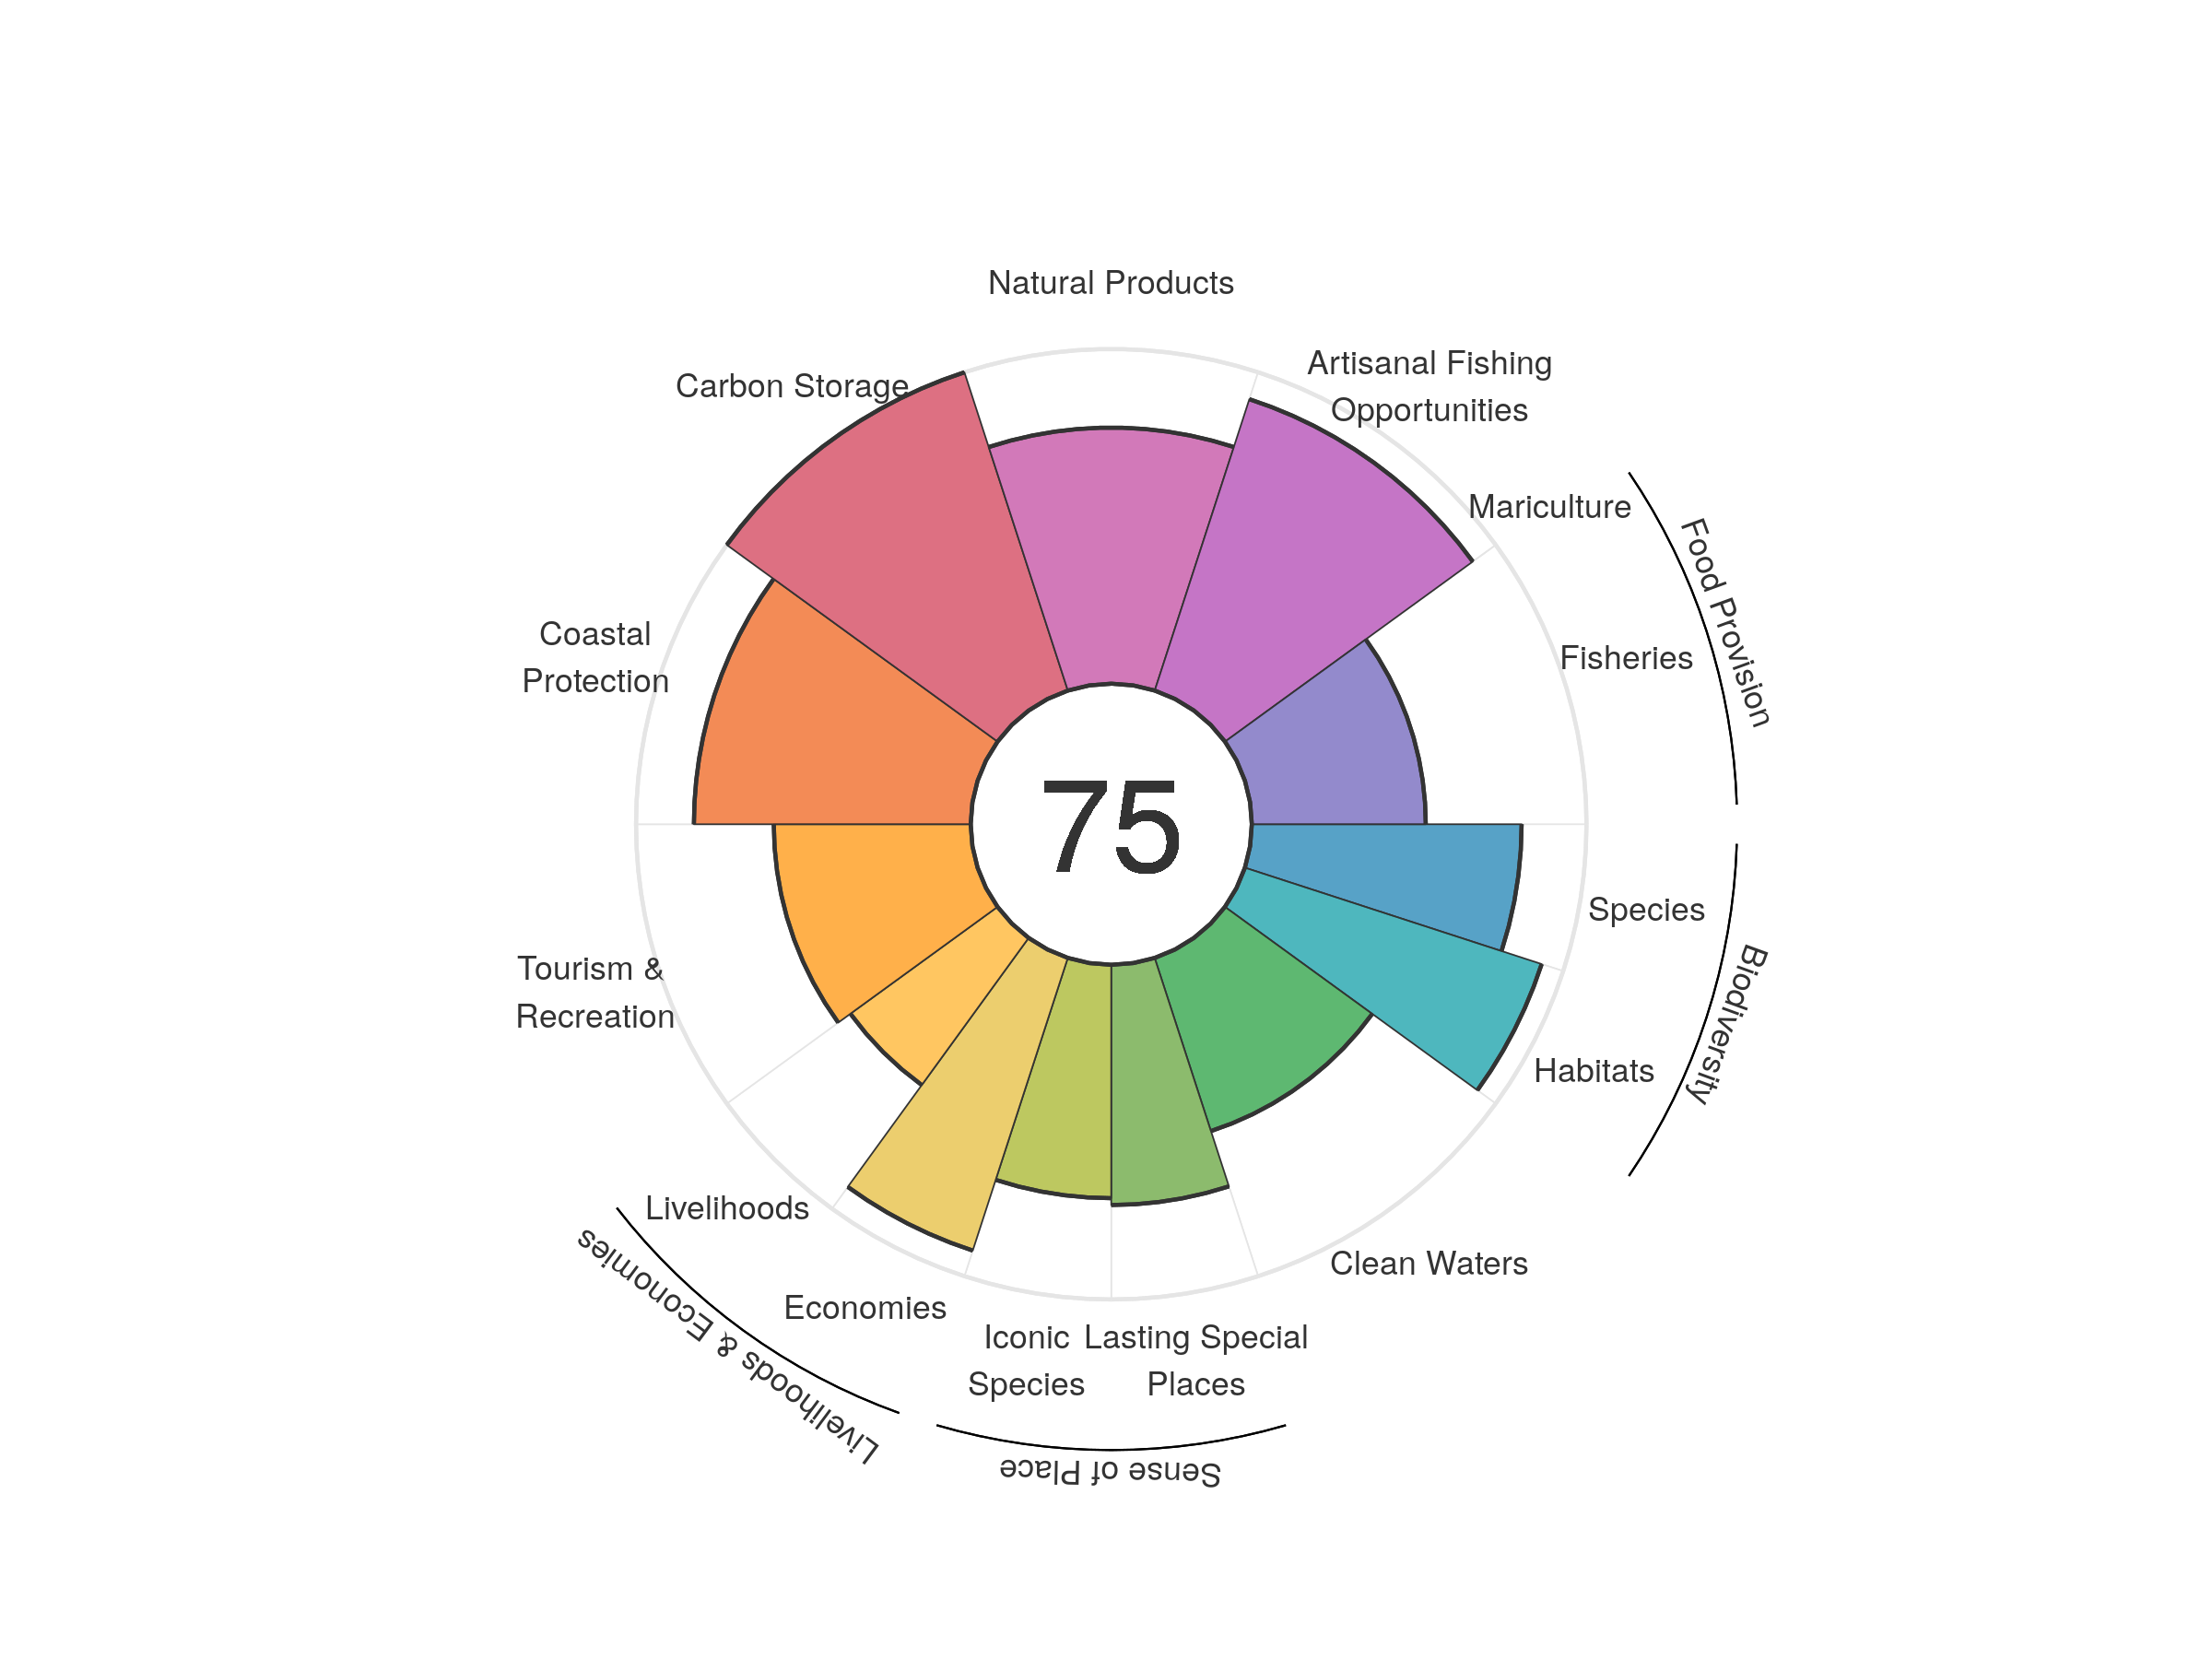 Natural Products
Artisanal Fishing
Opportunities
Carbon Storage
Mariculture
Food Provision
Fisheries
Coastal
Protection
75
Species
Biodiversity
Tourism &
Recreation
Habitats
Livelihoods
Clean Waters
Livelihoods & Economies
Economies
Iconic
Species
Lasting Special
Places
Sense of Place